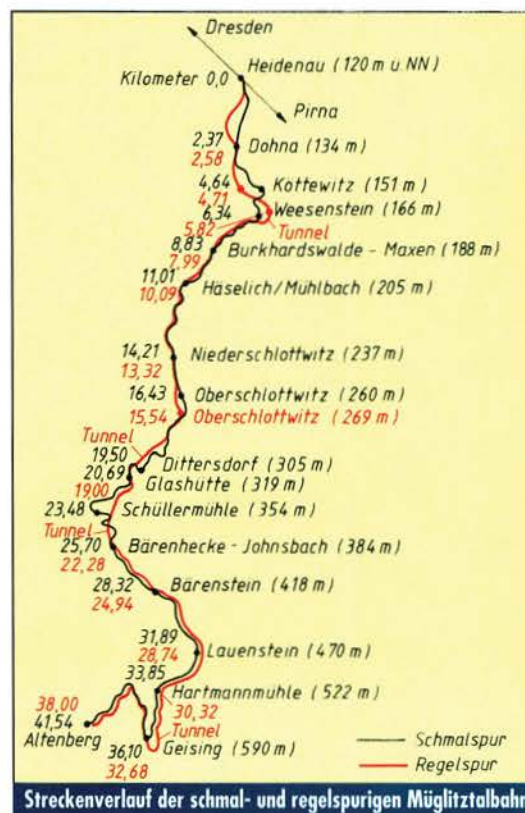 Dresden
Heidenau (120 m u. NN)
Kilometer 0,0
Pirna
2,37
2,58
Dohna (134 m)
4,64
4,71
Köttewitz (151 m)
6,34
5,82
Weesenstein (166 m)
Tunnel
8,83
7,99
Burkhardswalde - Maxen (188 m)
11,01
10,09
Häselich/Mühlbach (205 m)
14,21
13,32
Niederschlottwitz (237 m)
16,43
Oberschlottwitz (260 m)
15,54
Oberschlottwitz (269 m)
Tunnel
19,50
Dittersdorf (305 m)
20,69
19,00
Glashütte (319 m)
23,48
Schüllermühle (354 m)
Tunnel
25,70
22,28
Bärenhecke - Johnsbach (384 m)
28,32
24,94
Bärenstein (418 m)
31,89
28,74
Lauenstein (470 m)
33,85
Hartmannmühle (522 m)
30,32
38,00
41,54
Altenberg
Tunnel
36,10
32,68
Geising (590 m)
Schmalspur
Regelspur
Streckenverlauf der schmal- und regelspurigen Müglitztalbahn